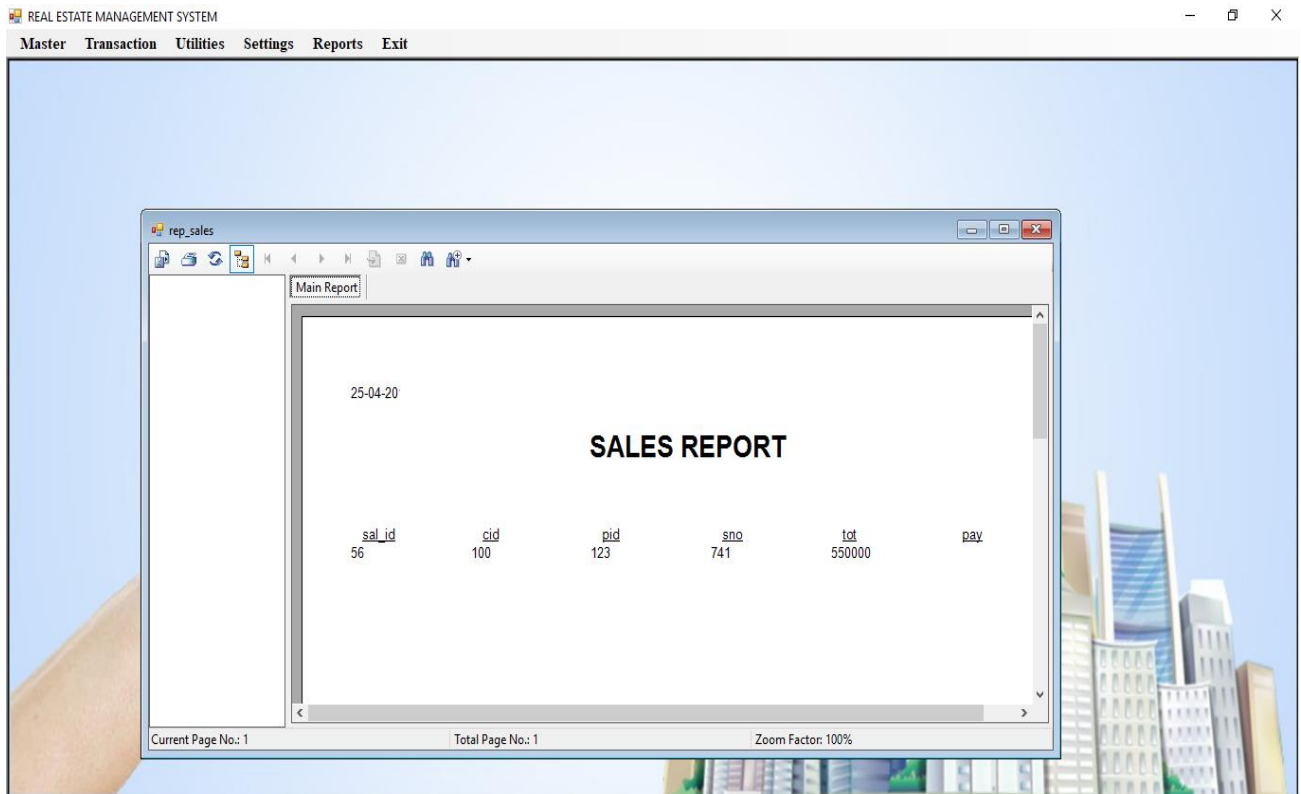 REAL ESTATE MANAGEMENT SYSTEM
Master Transaction Utilities Settings Reports Exit
rep_sales
Main Report
25-04-20
SALES REPORT
sal_id cid pid sno tot pay
56 100 123 741 550000
Current Page No.: 1 Total Page No.: 1 Zoom Factor: 100%